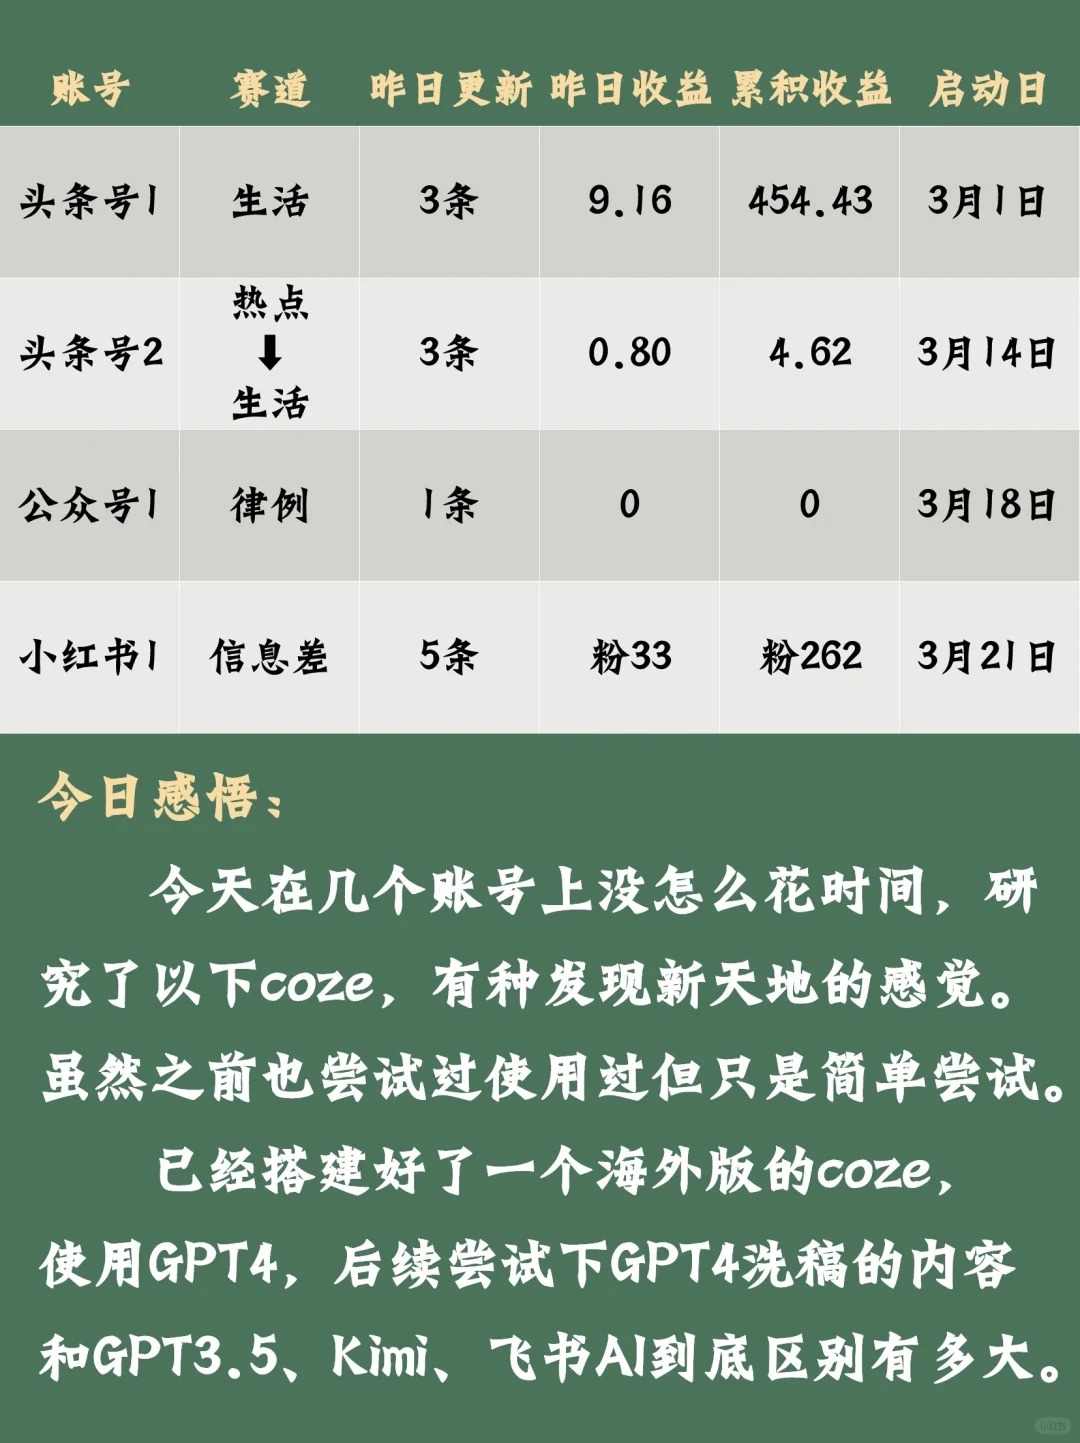 账号 赛道 昨日更新 昨日收益 累积收益 启动日
头条号1 生活 3条 9.16 454.43 3月1日
头条号2 热点⬇生活 3条 0.80 4.62 3月14日
公众号1 律例 1条 0 0 3月18日
小红书1 信息差 5条 粉33 粉262 3月21日
今日感悟：
今天在几个账号上没怎么花时间，研
究了以下coze，有种发现新天地的感觉。
虽然之前也尝试过使用过但只是简单尝试。
已经搭建好了一个海外版的coze，
使用GPT4，后续尝试下GPT4洗稿的内容
和GPT3.5、Kimi、飞书AI到底区别有多大。
小红书